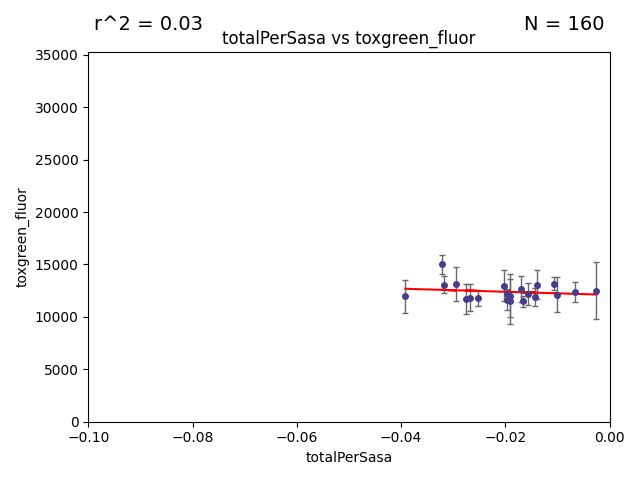 r^2 = 0.03
N = 160
totalPerSasa vs toxgreen_fluor
35000
30000
25000
20000
15000
10000
5000
0
toxgreen_fluor
−0.10
−0.08
−0.06
−0.04
−0.02
0.00
totalPerSasa